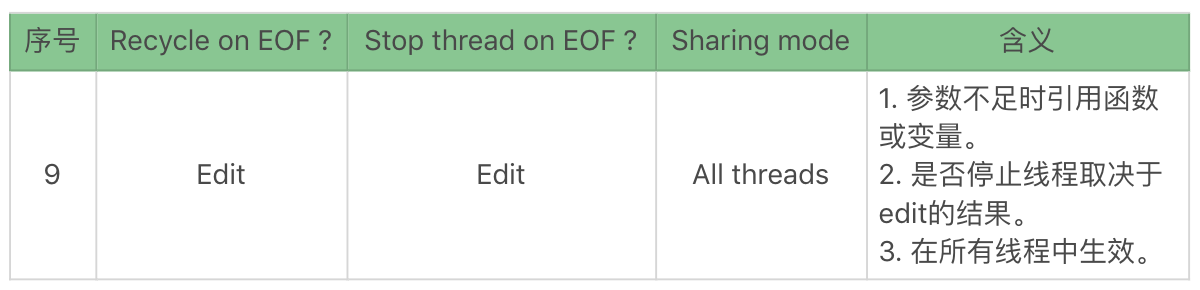 序号 Recycle on EOF ? Stop thread on EOF ? Sharing mode 含义
9 Edit Edit All threads
1. 参数不足时引用函数
或变量。
2. 是否停止线程取决于
edit的结果。
3. 在所有线程中生效。